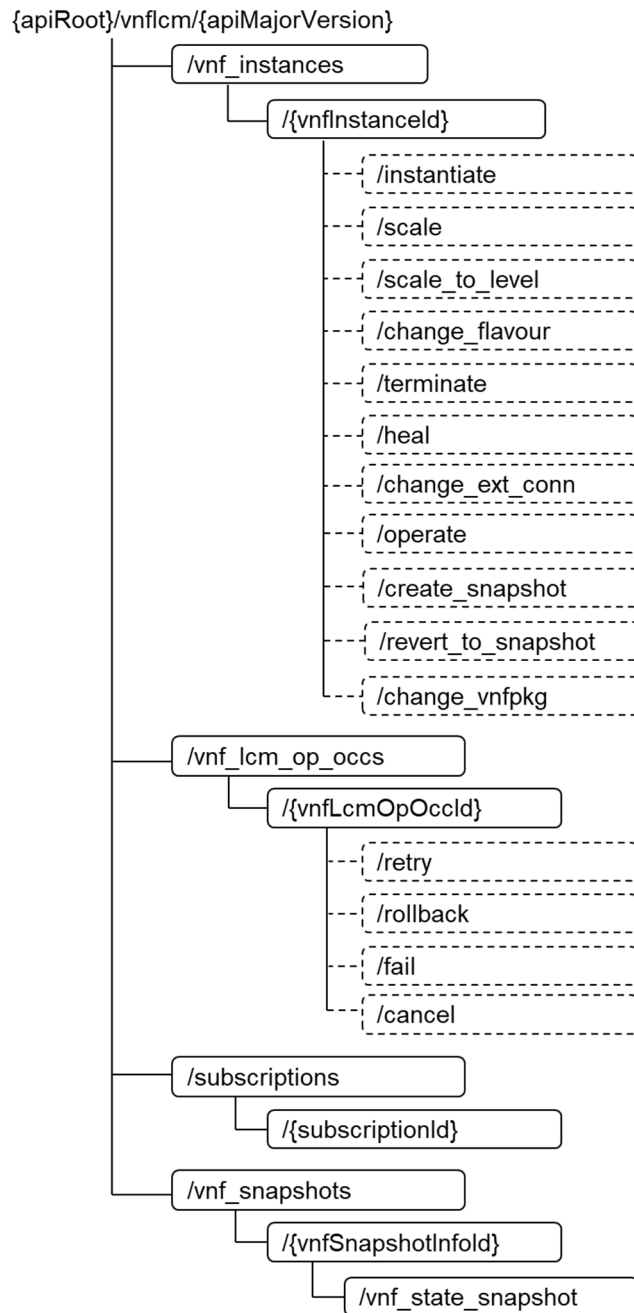 {apiRoot}/vnflcm/{apiMajorVersion}
/vnf_instances
/{vnfInstanceId}
/instantiate
/scale
/scale_to_level
/change_flavour
/terminate
/heal
/change_ext_conn
/operate
/create_snapshot
/revert_to_snapshot
/change_vnfpkg
/vnf_lcm_op_occs
/{vnfLcmOpOccId}
/retry
/rollback
/fail
/cancel
/subscriptions
/{subscriptionId}
/vnf_snapshots
/{vnfSnapshotInfoId}
/vnf_state_snapshot